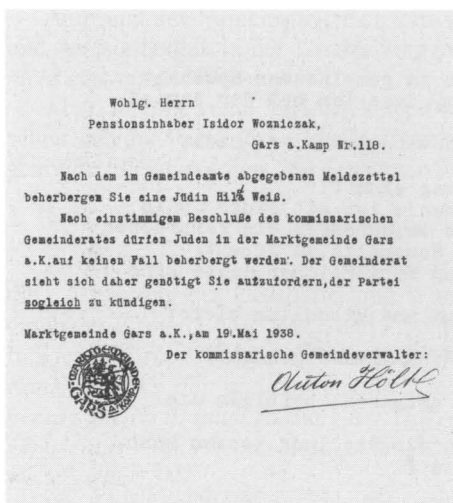 Wohlg. Herrn
Pensionsinhaber Isidor Wozniczak,
Gars a.Kamp Nr.118.
Nach dem im Gemeindeamte abgegebenen Meldezettel
beherbergen Sie eine Jüdin Weiß.
Nach einstimmigem Beschluße des kommissarischen
Gemeinderates dürfen Juden in der Marktgemeinde Gars
a.K.auf keinen Fall beherbergt werden. Der Gemeinderat
sieht sich daher genötigt Sie aufzufordern,der Partei
sogleich zu kündigen.
Marktgemeinde Gars a.K.,am 19.Mai 1938.
Der kommissarische Gemeindeverwalter:
Anton
MARKTGEMEINDE
GARS